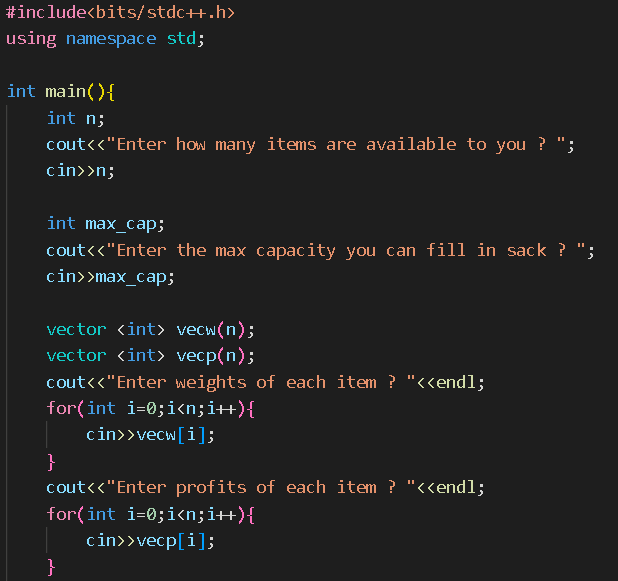 #include<bits/stdc++.h>
using namespace std;
int main(){
int n;
cout<<"Enter how many items are available to you ? ";
cin>>n;
int max_cap;
cout<<"Enter the max capacity you can fill in sack ? ";
cin>>max_cap;
vector <int> vecw(n);
vector <int> vecp(n);
cout<<"Enter weights of each item ? "<<endl;
for(int i=0;i<n;i++){
cin>>vecw[i];
}
cout<<"Enter profits of each item ? "<<endl;
for(int i=0;i<n;i++){
cin>>vecp[i];
}